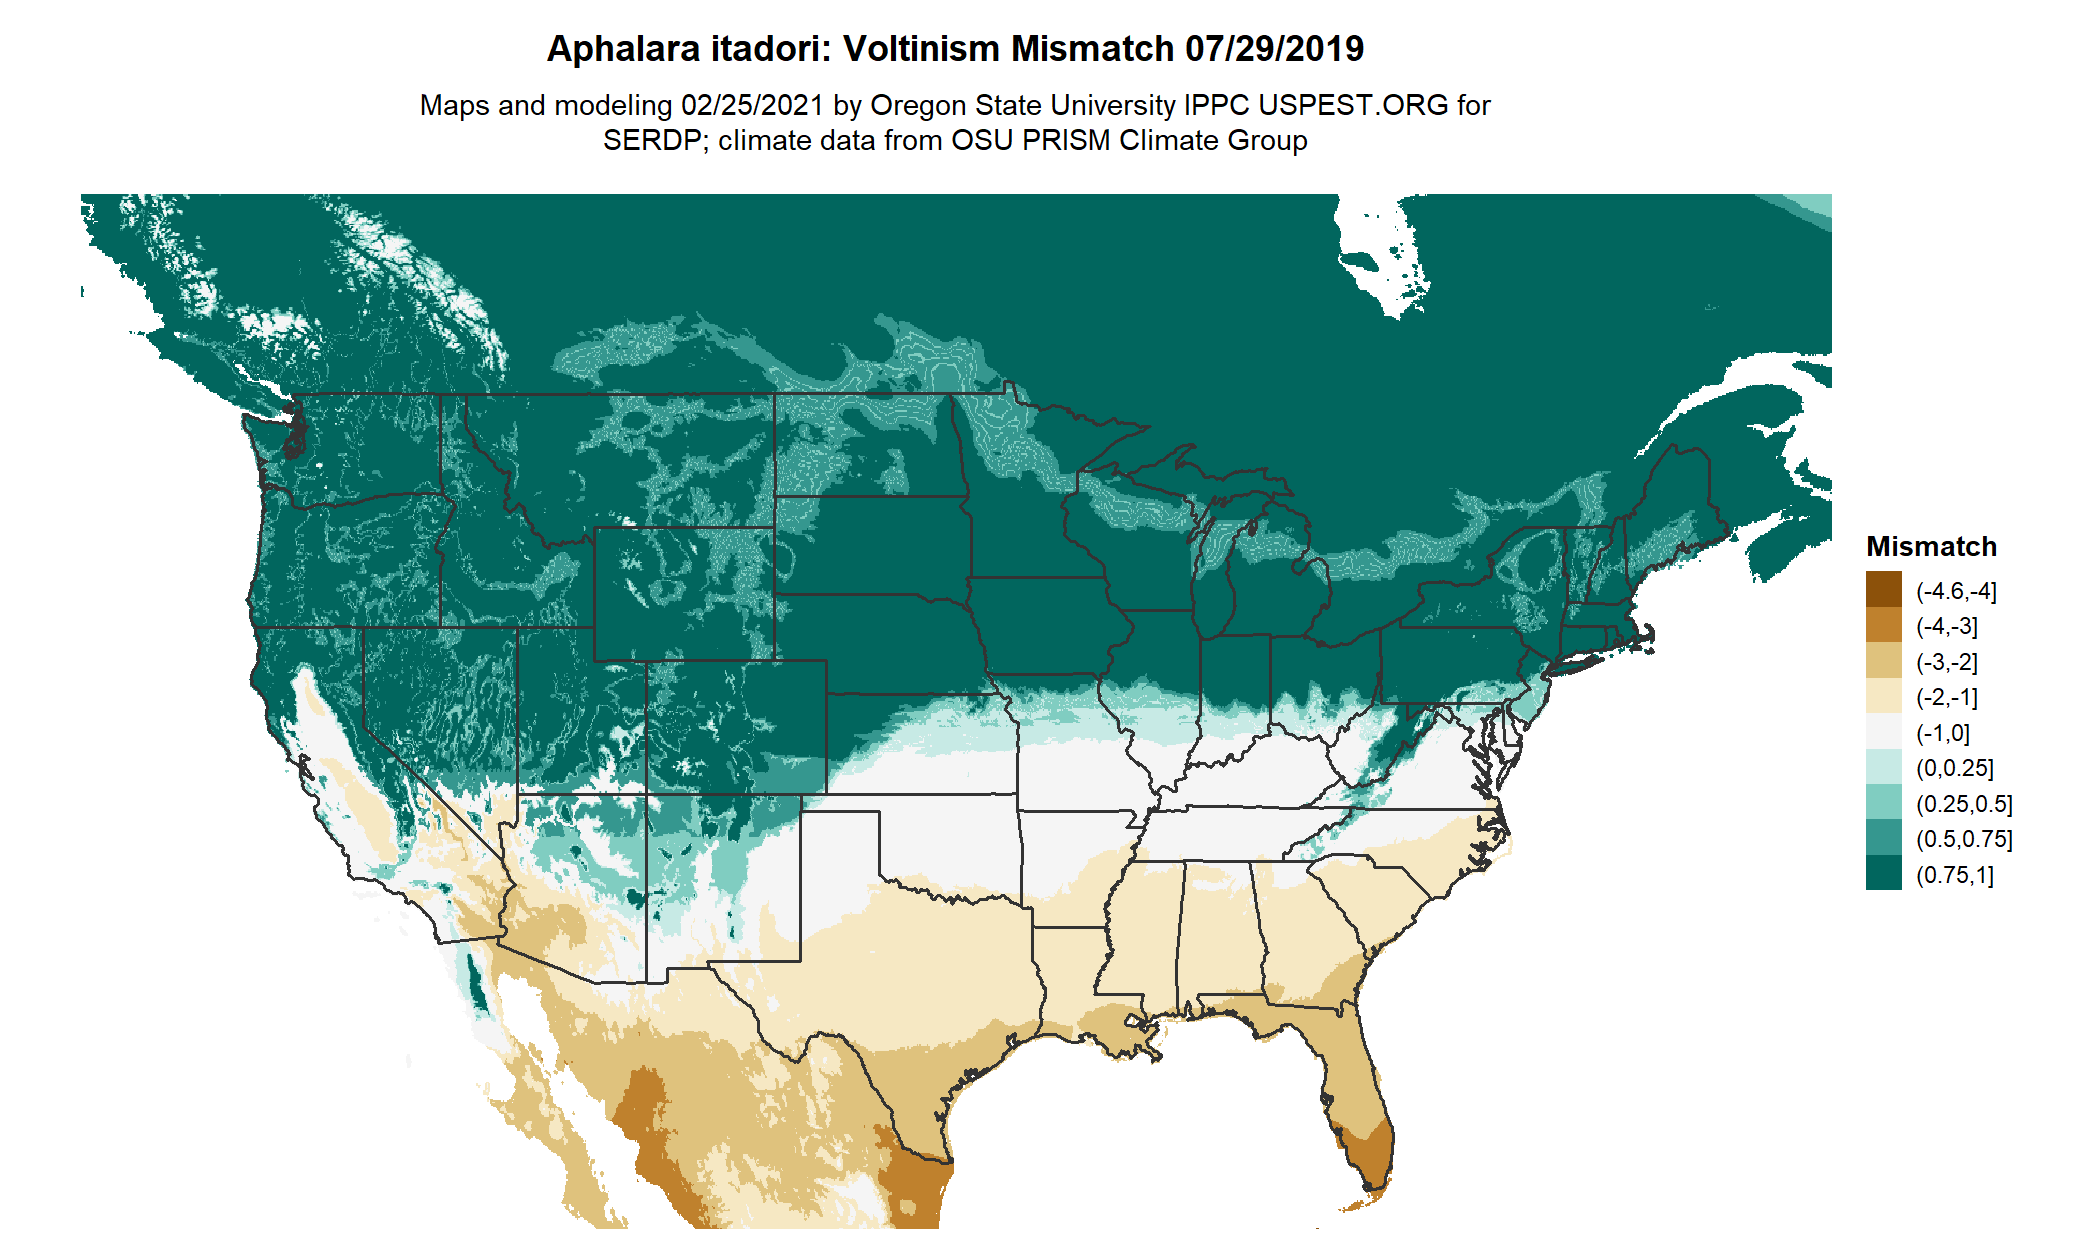 Aphalara itadori: Voltinism Mismatch 07/29/2019
Maps and modeling 02/25/2021 by Oregon State University IPPC USPEST.ORG for
SERDP; climate data from OSU PRISM Climate Group
Mismatch
(-4.6,-4]
(-4,-3]
(-3,-2]
(-2,-1]
(-1,0]
(0,0.25]
(0.25,0.5]
(0.5,0.75]
(0.75,1]